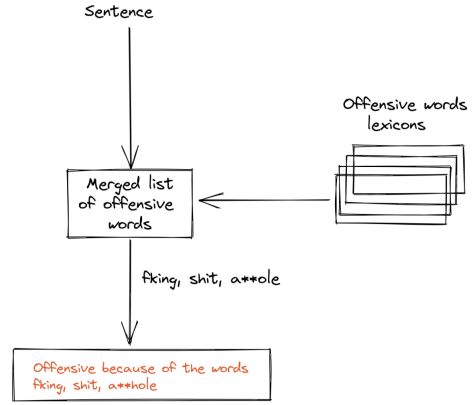 Sentence
Offensive words
lexicons
Merged list
of offensive
words
fking, shit, a**ole
Offensive because of the words
fking, shit, a**hole